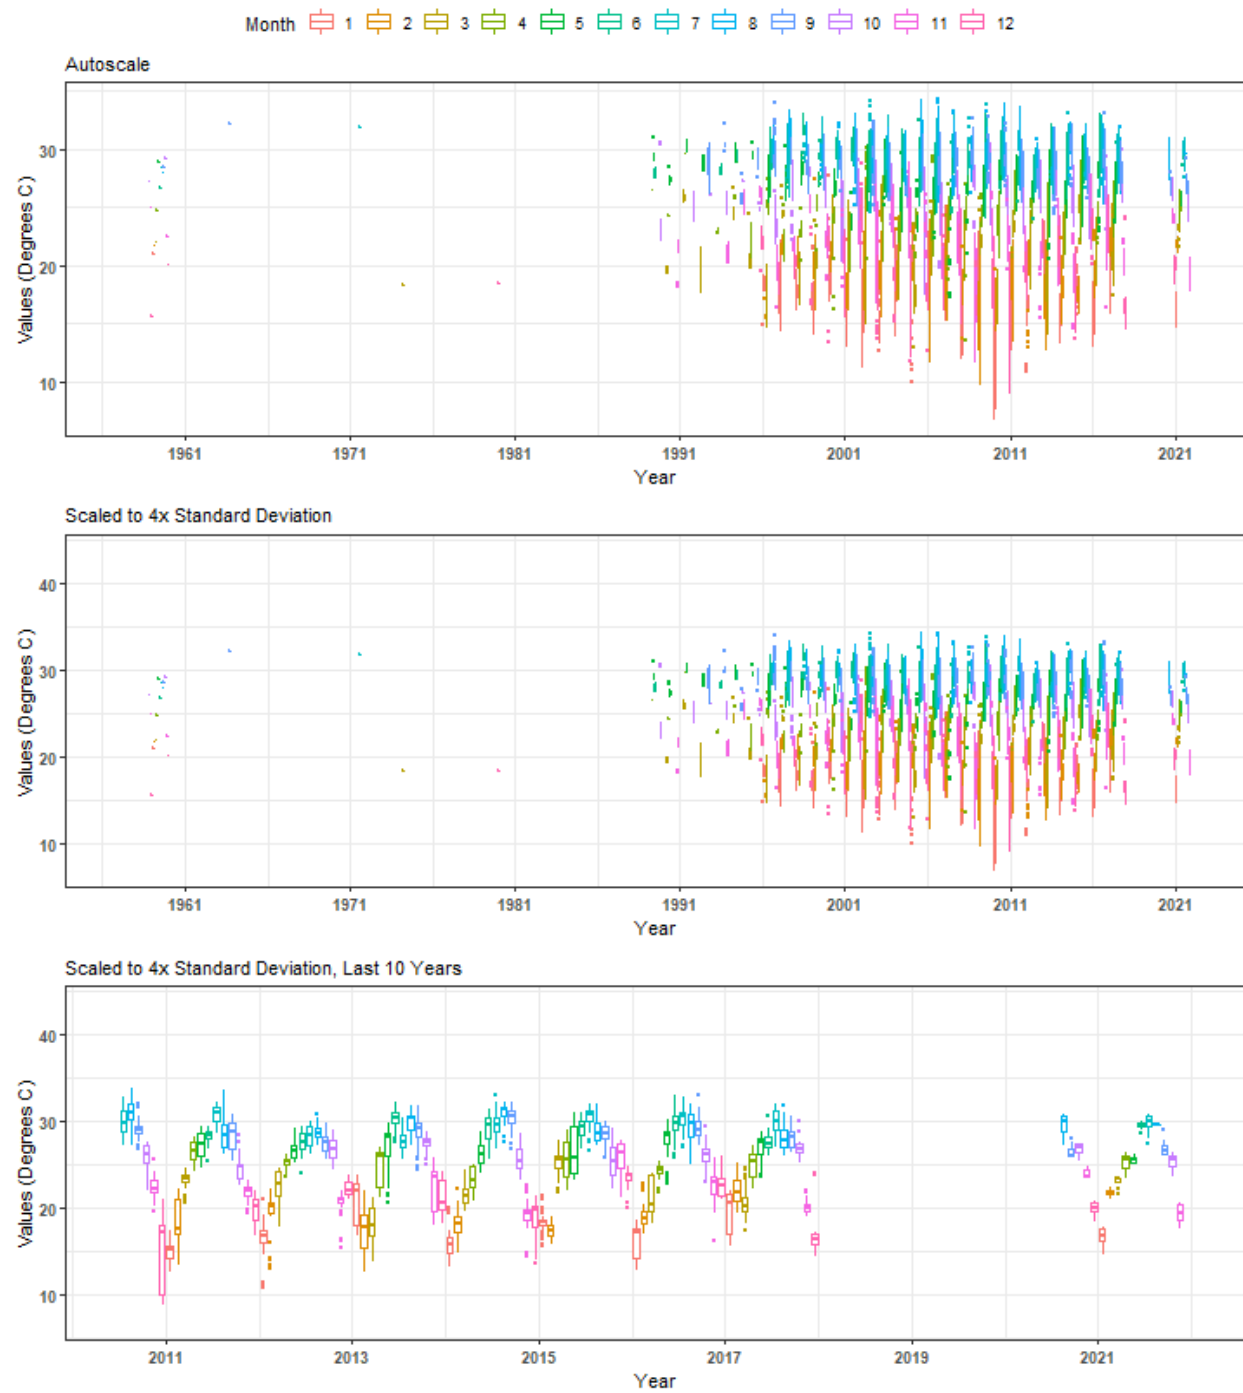 Month 1 2 3 4 5 6 7 8 9 10 11 12
Autoscale
30
20
10
Values (Degrees C)
1961 1971 1981 1991 2001 2011 2021
Year
Scaled to 4x Standard Deviation
40
30
20
10
Values (Degrees C)
1961 1971 1981 1991 2001 2011 2021
Year
Scaled to 4x Standard Deviation, Last 10 Years
40
30
20
10
Values (Degrees C)
2011 2013 2015 2017 2019 2021
Year